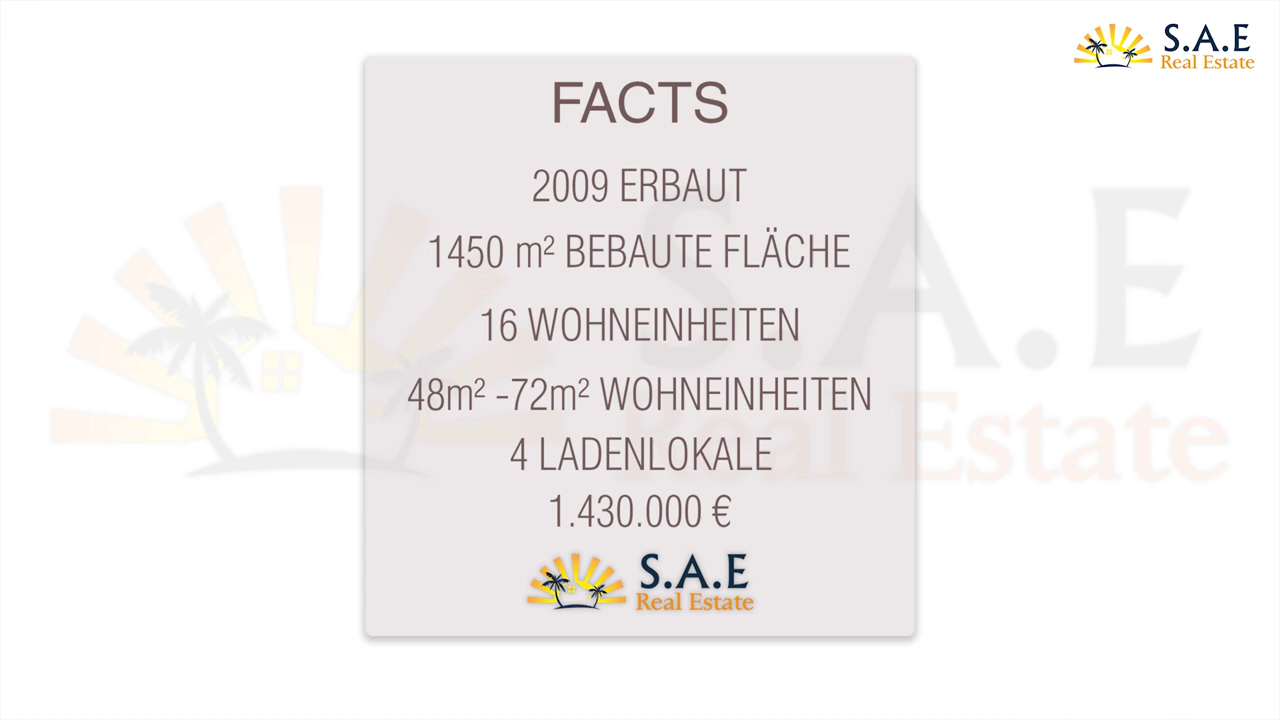 S.A.E
Real Estate
FACTS
2009 ERBAUT
1450 m² BEBAUTE FLÄCHE
16 WOHNEINHEITEN
48m² -72m² WOHNEINHEITEN
4 LADENLOKALE
1.430.000 €
S.A.E
Real Estate
S.A.E
Real Estate